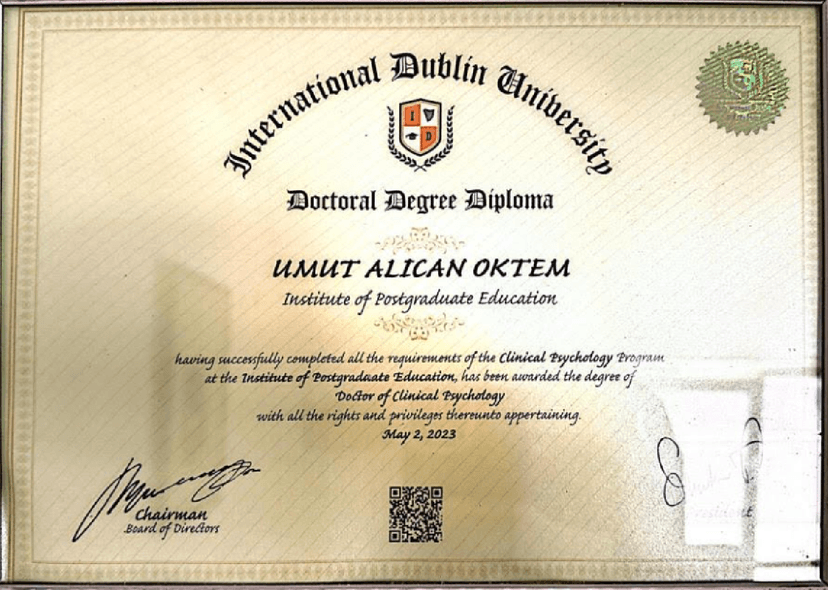 International Dublin University
I
D
Doctoral Degree Diploma
UMUT ALICAN OKTEM
Institute of Postgraduate Education
having successfully completed all the requirements of the Clinical Psychology Program
at the Institute of Postgraduate Education, has been awarded the degree of
Doctor of Clinical Psychology
with all the rights and privileges thereunto appertaining.
May 2, 2023
Chairman
Board of Directors